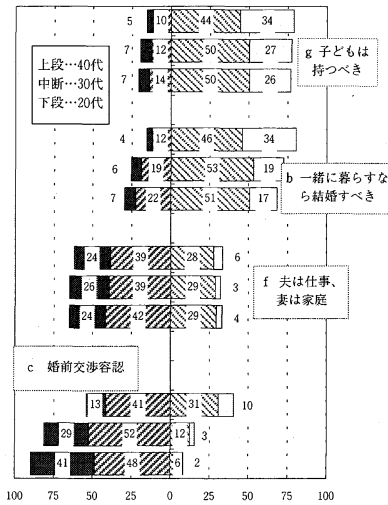 5 10 44 34
7 12 50 27
7 14 50 26
g 子どもは
持つべき
上段…40代
中断…30代
下段…20代
4 12 46 34
6 19 53 19
7 22 51 17
b 一緒に暮らすな
ら結婚すべき
24 39 28 6
26 39 29 3
24 42 29 4
f 夫は仕事、
妻は家庭
c 婚前交渉容認
13 41 31 10
29 52 12 3
41 48 6 2
100 75 50 25 0 25 50 75 100